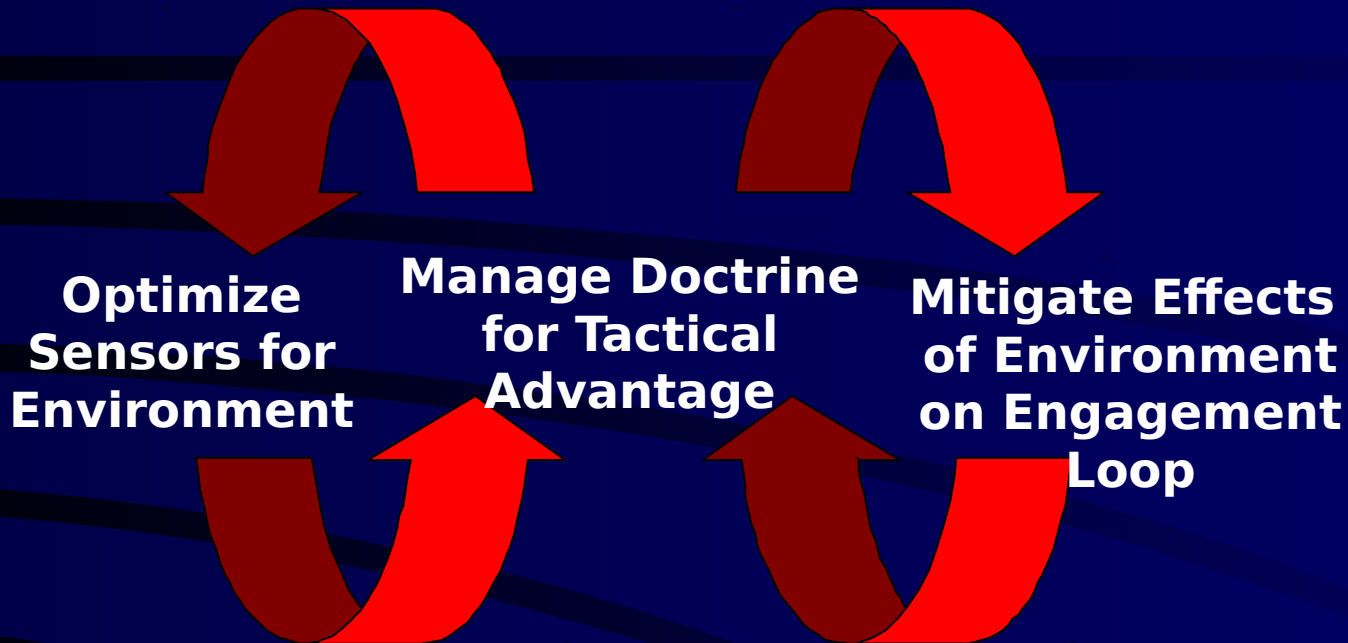 Optimize
Sensors for
Environment
Manage Doctrine
for Tactical
Advantage
Mitigate Effects
of Environment
on Engagement
Loop